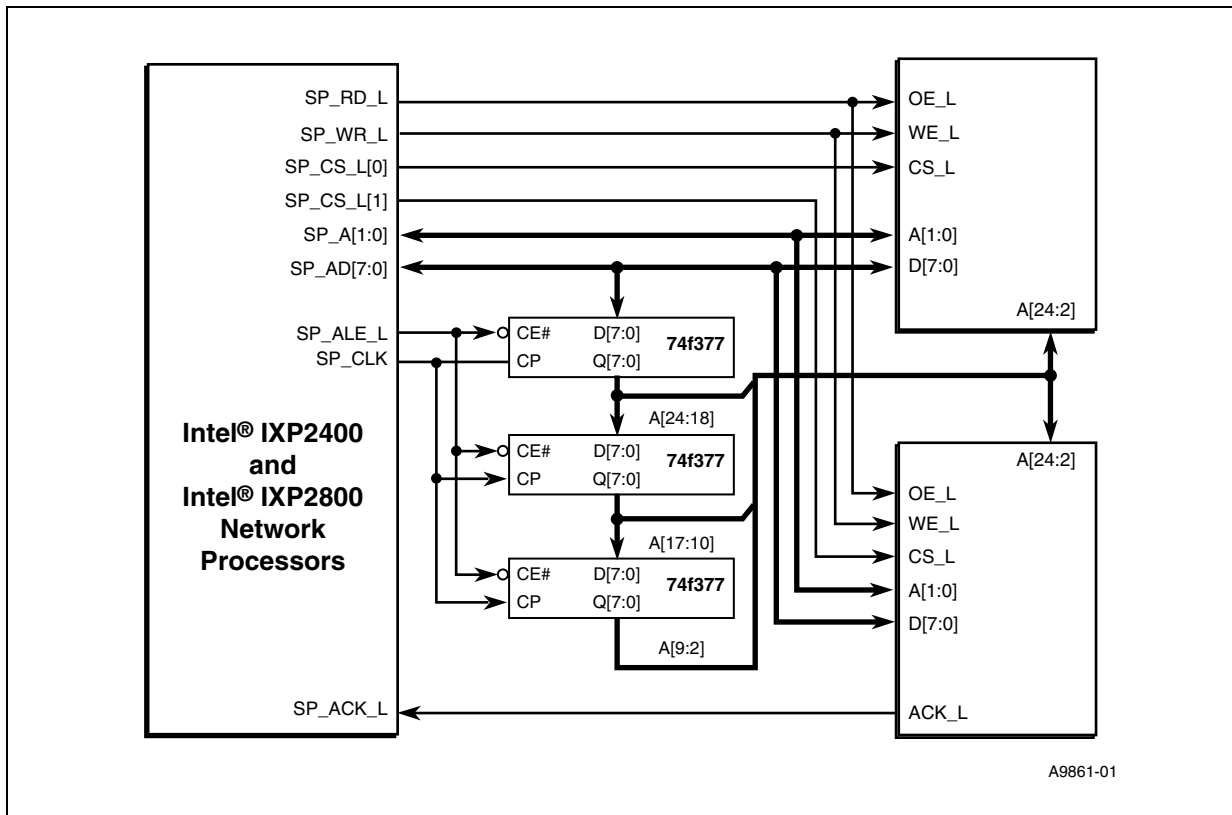 SP_RD_L
SP_WR_L
SP_CS_L[0]
SP_CS_L[1]
SP_A[1:0]
SP_AD[7:0]
SP_ALE_L
SP_CLK
Intel® IXP2400
and
Intel® IXP2800
Network
Processors
SP_ACK_L
CE# D[7:0] 74f377
CP Q[7:0]
A[24:18]
CE# D[7:0] 74f377
CP Q[7:0]
A[17:10]
CE# D[7:0] 74f377
CP Q[7:0]
A[9:2]
OE_L
WE_L
CS_L
A[1:0]
D[7:0]
A[24:2]
A[24:2]
OE_L
WE_L
CS_L
A[1:0]
D[7:0]
ACK_L
A9861-01